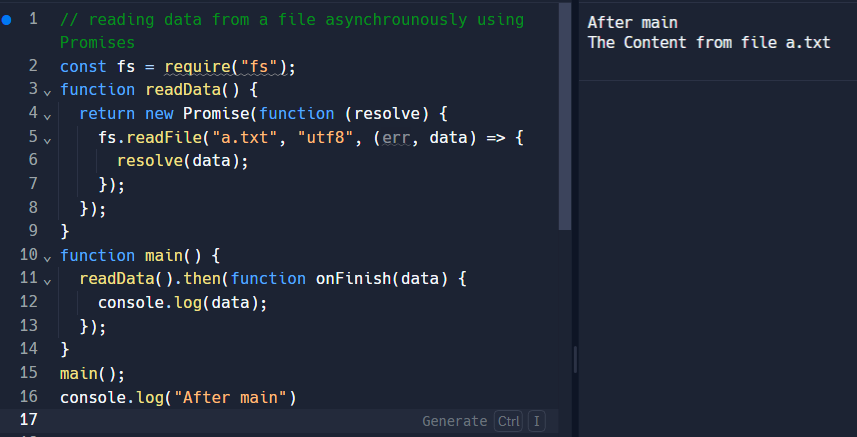 1 // reading data from a file asynchrounously using
Promises
2 const fs = require("fs");
3 function readData() {
4 return new Promise(function (resolve) {
5 fs.readFile("a.txt", "utf8", (err, data) => {
6 resolve(data);
7 });
8 });
9 }
10 function main() {
11 readData().then(function onFinish(data) {
12 console.log(data);
13 });
14 }
15 main();
16 console.log("After main")
17 Generate Ctrl I
After main
The Content from file a.txt